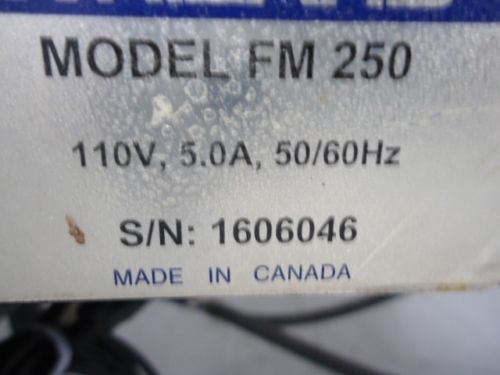 MODEL FM 250
110V, 5.0A, 50/60Hz
S/N: 1606046
MADE IN CANADA